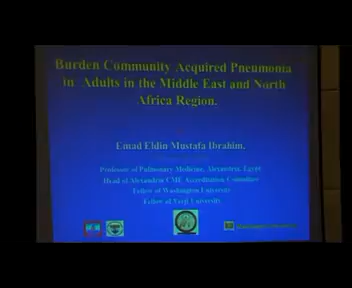 Burden Community Acquired Pneumonia
in Adults in the Middle East and North
Africa Region.
Emad Eldin Mustafa Ibrahim.
Professor of Pulmonary Medicine, Alexandria, Egypt
Head of Alexandria CME Accreditation Committee
Fellow of Washington University
Fellow of University